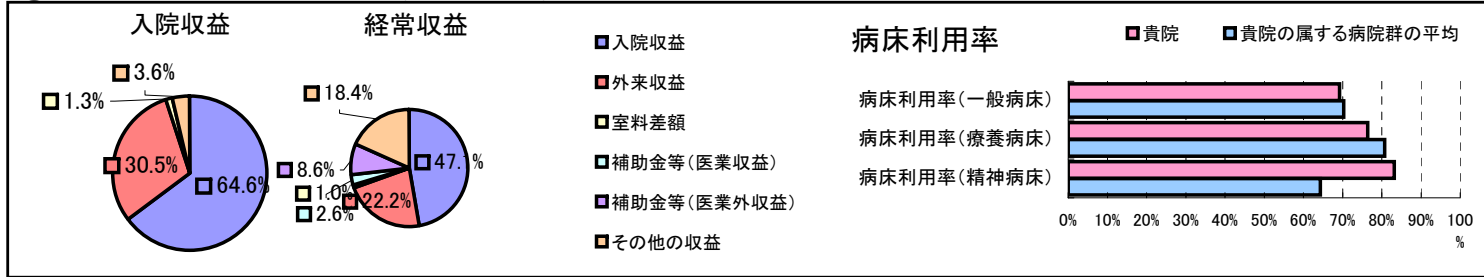 入院収益
3.6%
1.3%
30.5%
64.6%
経常収益
18.4%
47.1%
8.6%
1.0%
22.2%
2.6%
入院収益
外来収益
室料差額
補助金等(医業収益)
補助金等(医業外収益)
その他の収益
病床利用率
貴院
貴院の属する病院群の平均
病床利用率(一般病床)
病床利用率(療養病床)
病床利用率(精神病床)
0% 10% 20% 30% 40% 50% 60% 70% 80% 90% 100
%